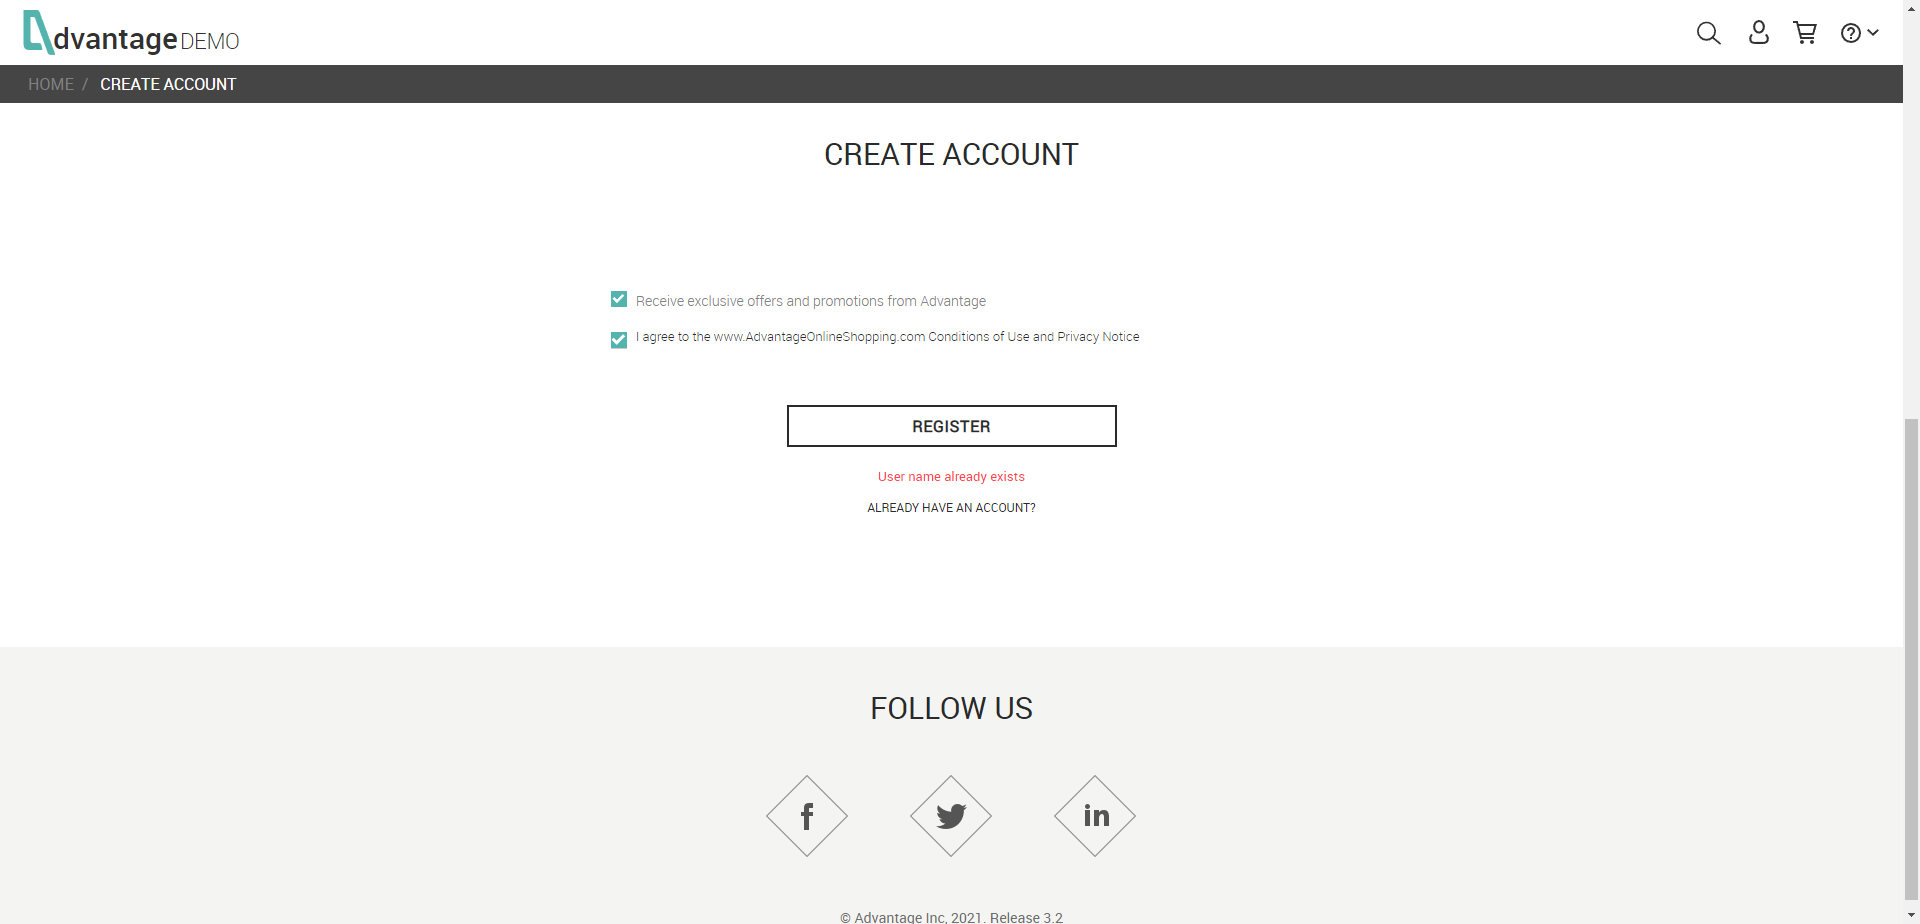 dvantage DEMO
HOME / CREATE ACCOUNT
CREATE ACCOUNT
Receive exclusive offers and promotions from Advantage
I agree to the www.AdvantageOnlineShopping.com Conditions of Use and Privacy Notice
REGISTER
User name already exists
ALREADY HAVE AN ACCOUNT?
FOLLOW US
f
in
© Advantage Inc, 2021. Release 3.2